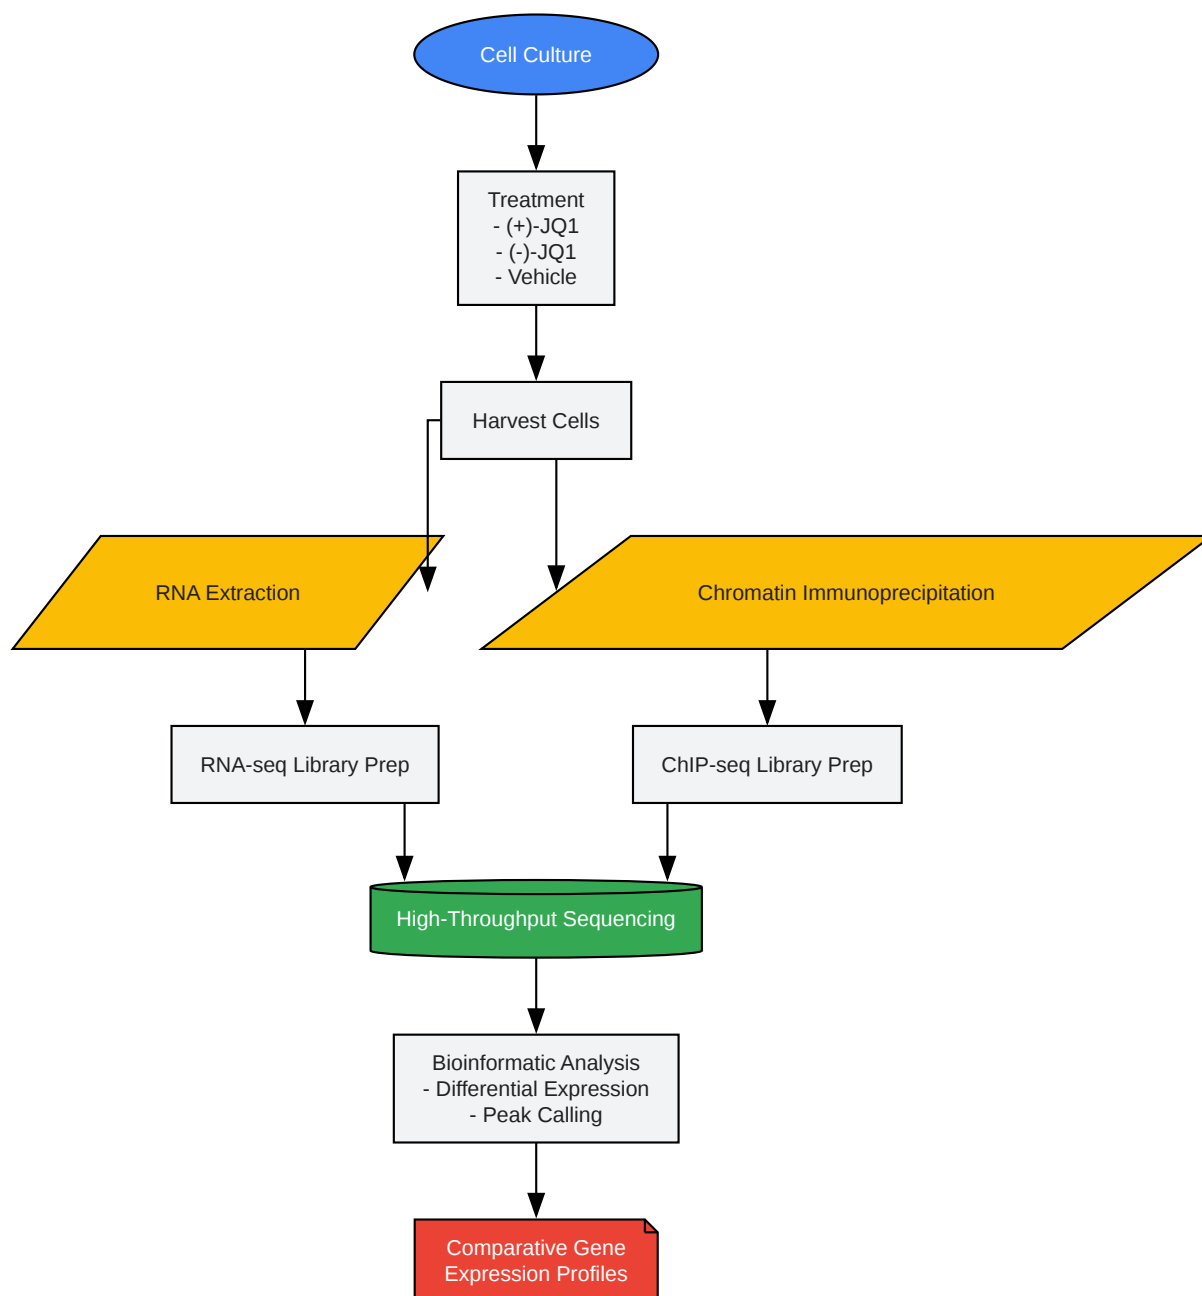 Cell Culture
Treatment
- (+)-JQ1
- (-)-JQ1
- Vehicle
Harvest Cells
RNA Extraction
Chromatin Immunoprecipitation
RNA-seq Library Prep
ChIP-seq Library Prep
High-Throughput Sequencing
Bioinformatic Analysis
- Differential Expression
- Peak Calling
Comparative Gene
Expression Profiles